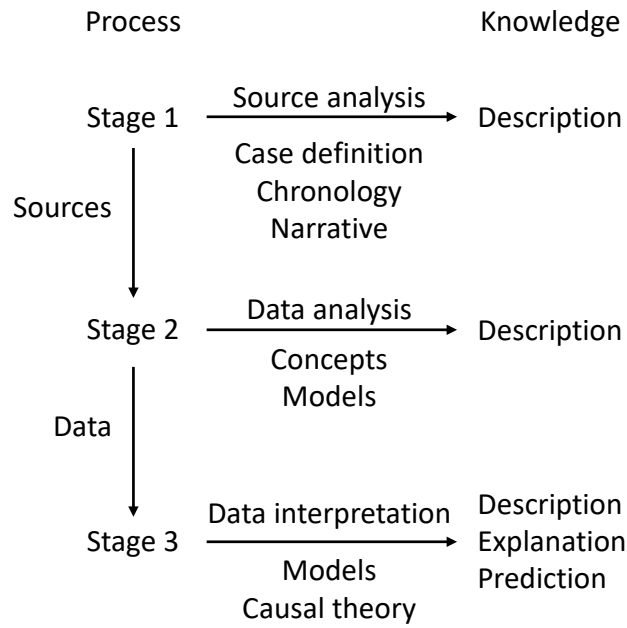 Process
Knowledge
Source analysis
Stage 1
Description
Case definition
Chronology
Narrative
Sources
Data analysis
Stage 2
Description
Concepts
Models
Data
Data interpretation
Stage 3
Description
Explanation
Prediction
Models
Causal theory